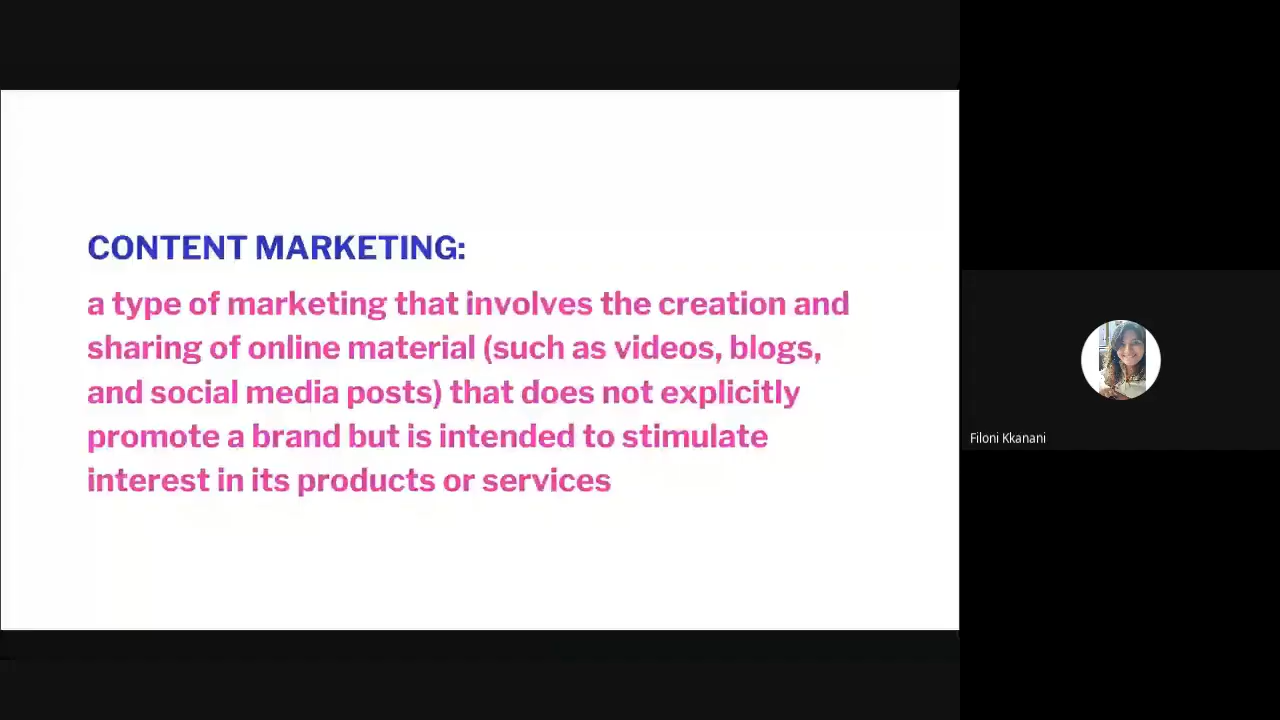 CONTENT MARKETING:
a type of marketing that involves the creation and
sharing of online material (such as videos, blogs,
and social media posts) that does not explicitly
promote a brand but is intended to stimulate
interest in its products or services
Filoni Kkanani